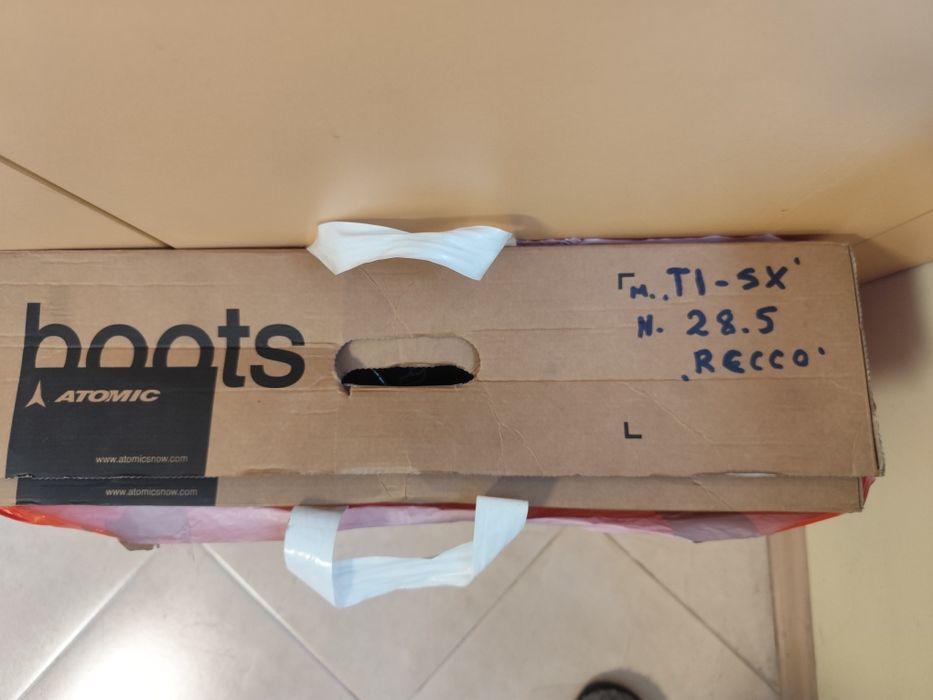 boots
ATOMIC
www.atomicsnow.com
www.atomicsnow.com
M. "TI-SX"
N. 28.5
"RECCO"